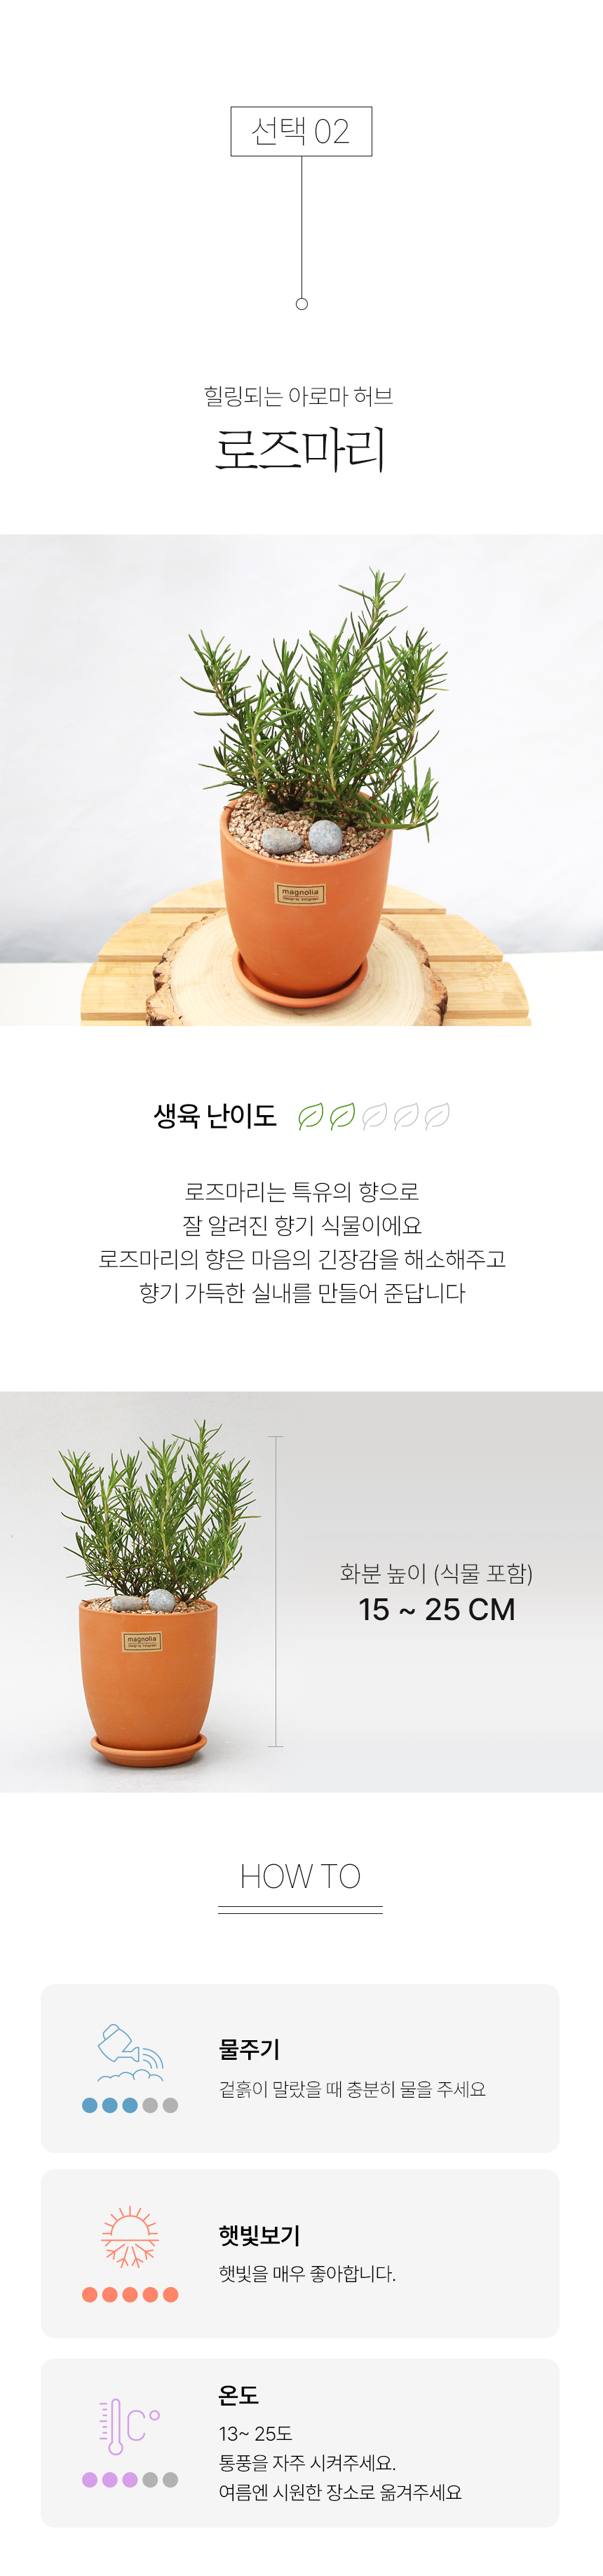 선택 02
힐링되는 아로마 허브
로즈마리
magnolia
생육 난이도
로즈마리는 특유의 향으로
잘 알려진 향기 식물이에요
로즈마리의 향은 마음의 긴장감을 해소해주고
향기 가득한 실내를 만들어 준답니다
화분 높이 (식물 포함)
15 ~ 25 CM
magnolia
HOW TO
물주기
겉흙이 말랐을 때 충분히 물을 주세요
햇빛보기
햇빛을 매우 좋아합니다.
C°
온도
13~ 25도
통풍을 자주 시켜주세요.
여름엔 시원한 장소로 옮겨주세요